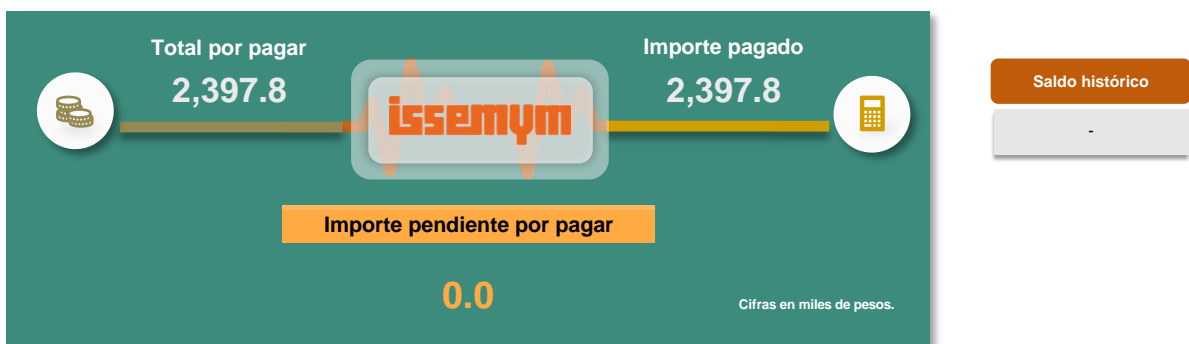 Total por pagar
2,397.8
issemym
Importe pagado
2,397.8
Importe pendiente por pagar
0.0
Cifras en miles de pesos.
Saldo histórico
-